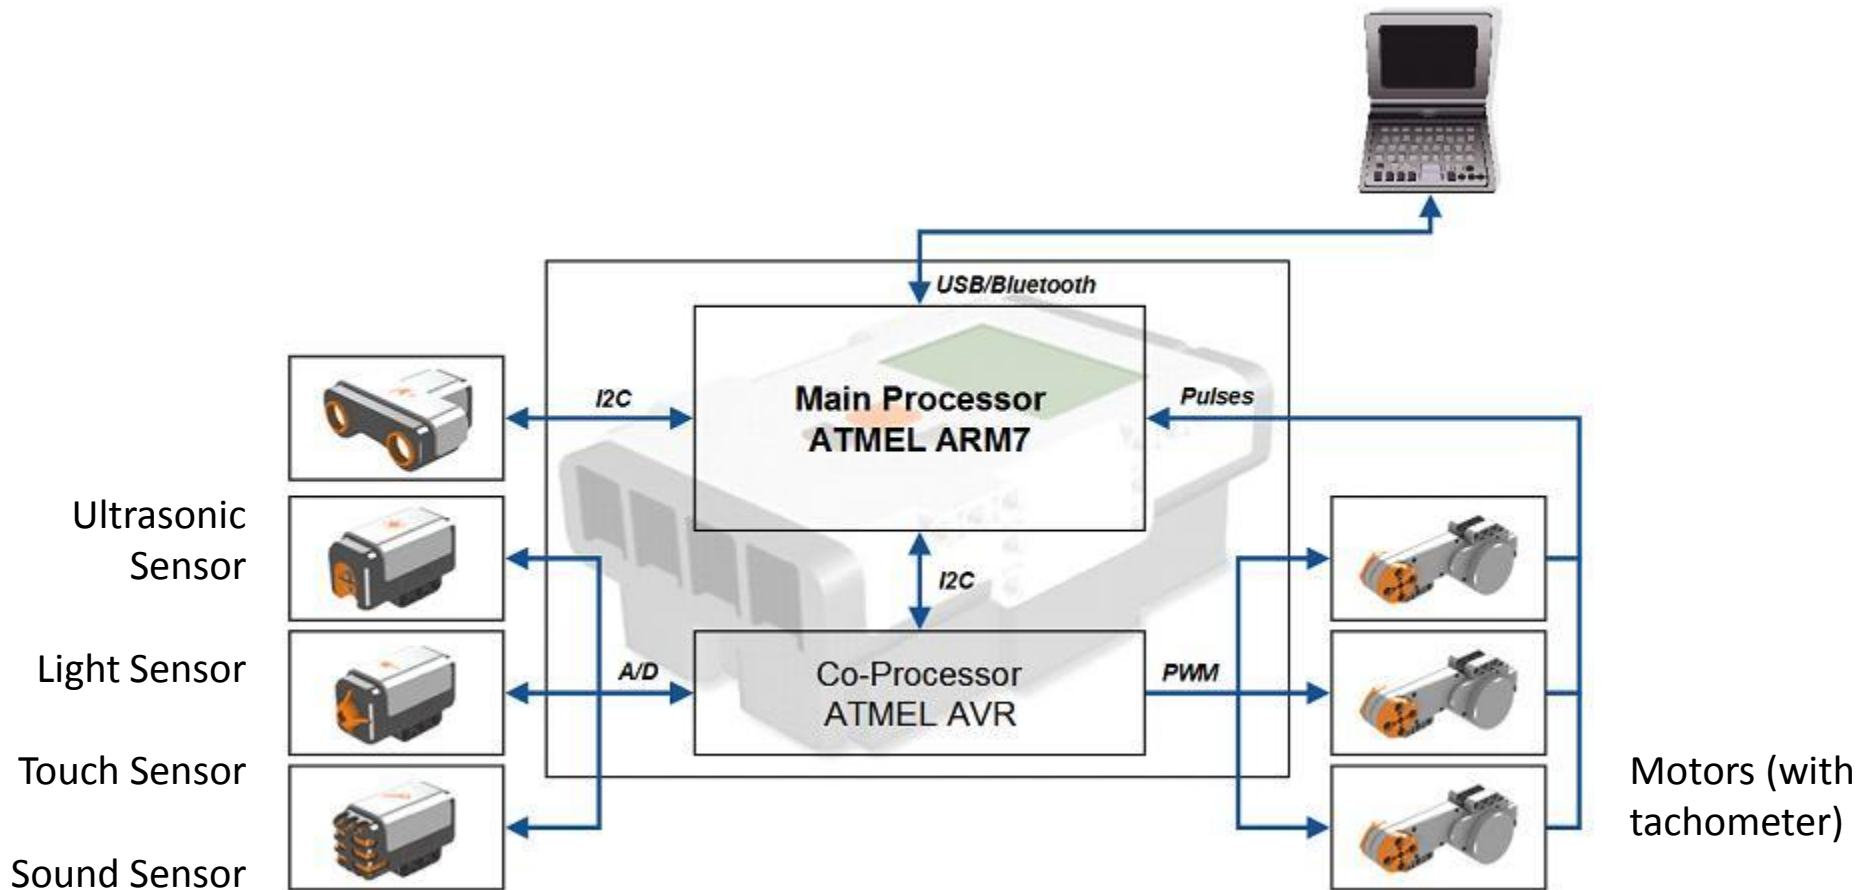 USB/Bluetooth
I2C
Main Processor
ATMEL ARM7
Pulses
Ultrasonic
Sensor
I2C
Light Sensor
A/D
Co-Processor
ATMEL AVR
PWM
Touch Sensor
Motors (with
tachometer)
Sound Sensor